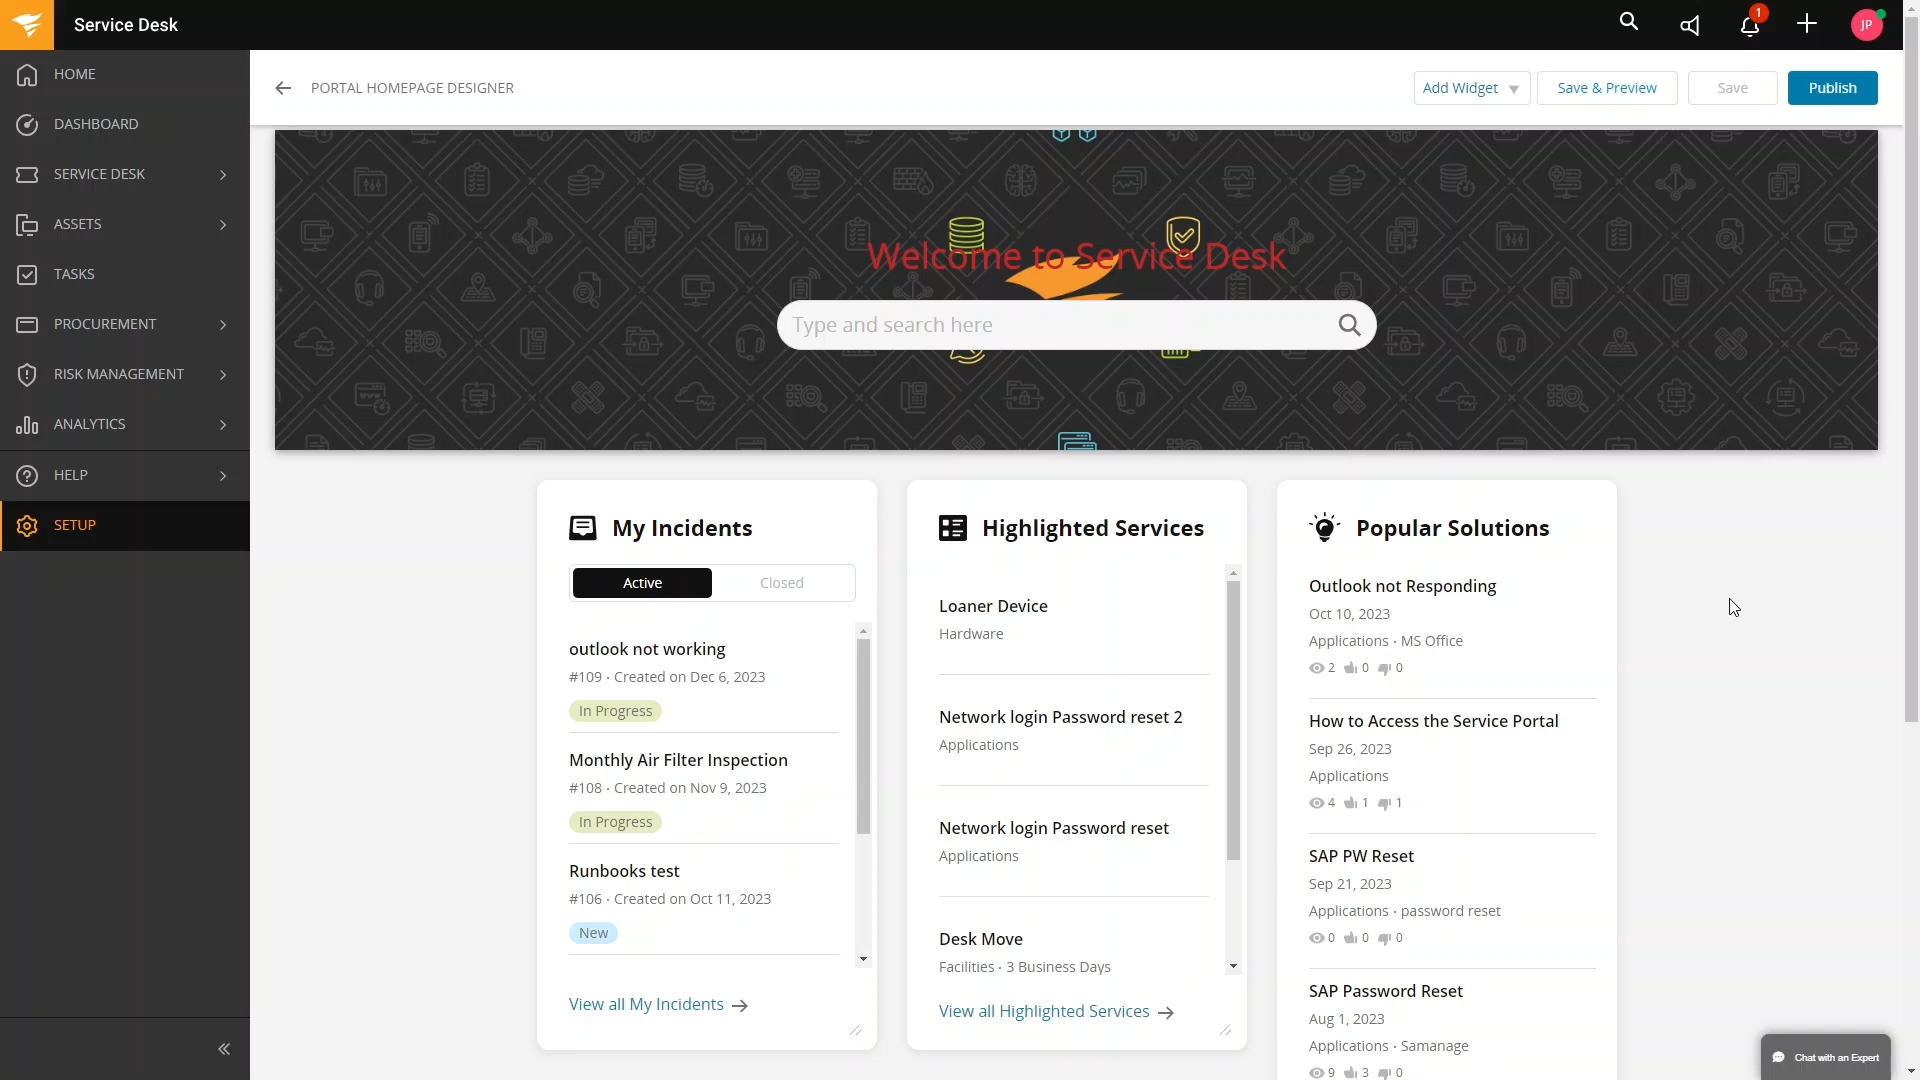 Service Desk
1
JP
HOME
DASHBOARD
SERVICE DESK
ASSETS
TASKS
PROCUREMENT
RISK MANAGEMENT
ANALYTICS
HELP
SETUP
PORTAL HOMEPAGE DESIGNER
Add Widget
Save & Preview
Save
Publish
Welcome to Service Desk
Type and search here
My Incidents
Active
Closed
outlook not working
#109 · Created on Dec 6, 2023
In Progress
Monthly Air Filter Inspection
#108 · Created on Nov 9, 2023
In Progress
Runbooks test
#106 · Created on Oct 11, 2023
New
View all My Incidents
Highlighted Services
Loaner Device
Hardware
Network login Password reset 2
Applications
Network login Password reset
Applications
Desk Move
Facilities · 3 Business Days
View all Highlighted Services
Popular Solutions
Outlook not Responding
Oct 10, 2023
Applications · MS Office
2 0 0
How to Access the Service Portal
Sep 26, 2023
Applications
4 1 1
SAP PW Reset
Sep 21, 2023
Applications · password reset
0 0 0
SAP Password Reset
Aug 1, 2023
Applications · Samanage
9 3 0
Chat with an Expert